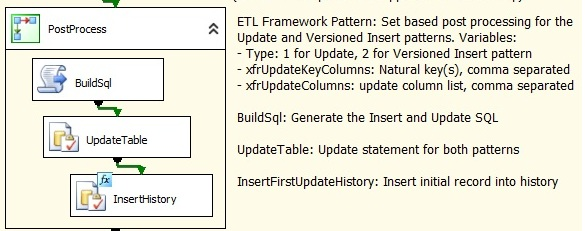 PostProcess
BuildSql
UpdateTable
fx
InsertHistory
ETL Framework Pattern: Set based post processing for the
Update and Versioned Insert patterns. Variables:
- Type: 1 for Update, 2 for Versioned Insert pattern
- xfrUpdateKeyColumns: Natural key(s), comma separated
- xfrUpdateColumns: update column list, comma separated
BuildSql: Generate the Insert and Update SQL
UpdateTable: Update statement for both patterns
InsertFirstUpdateHistory: Insert initial record into history